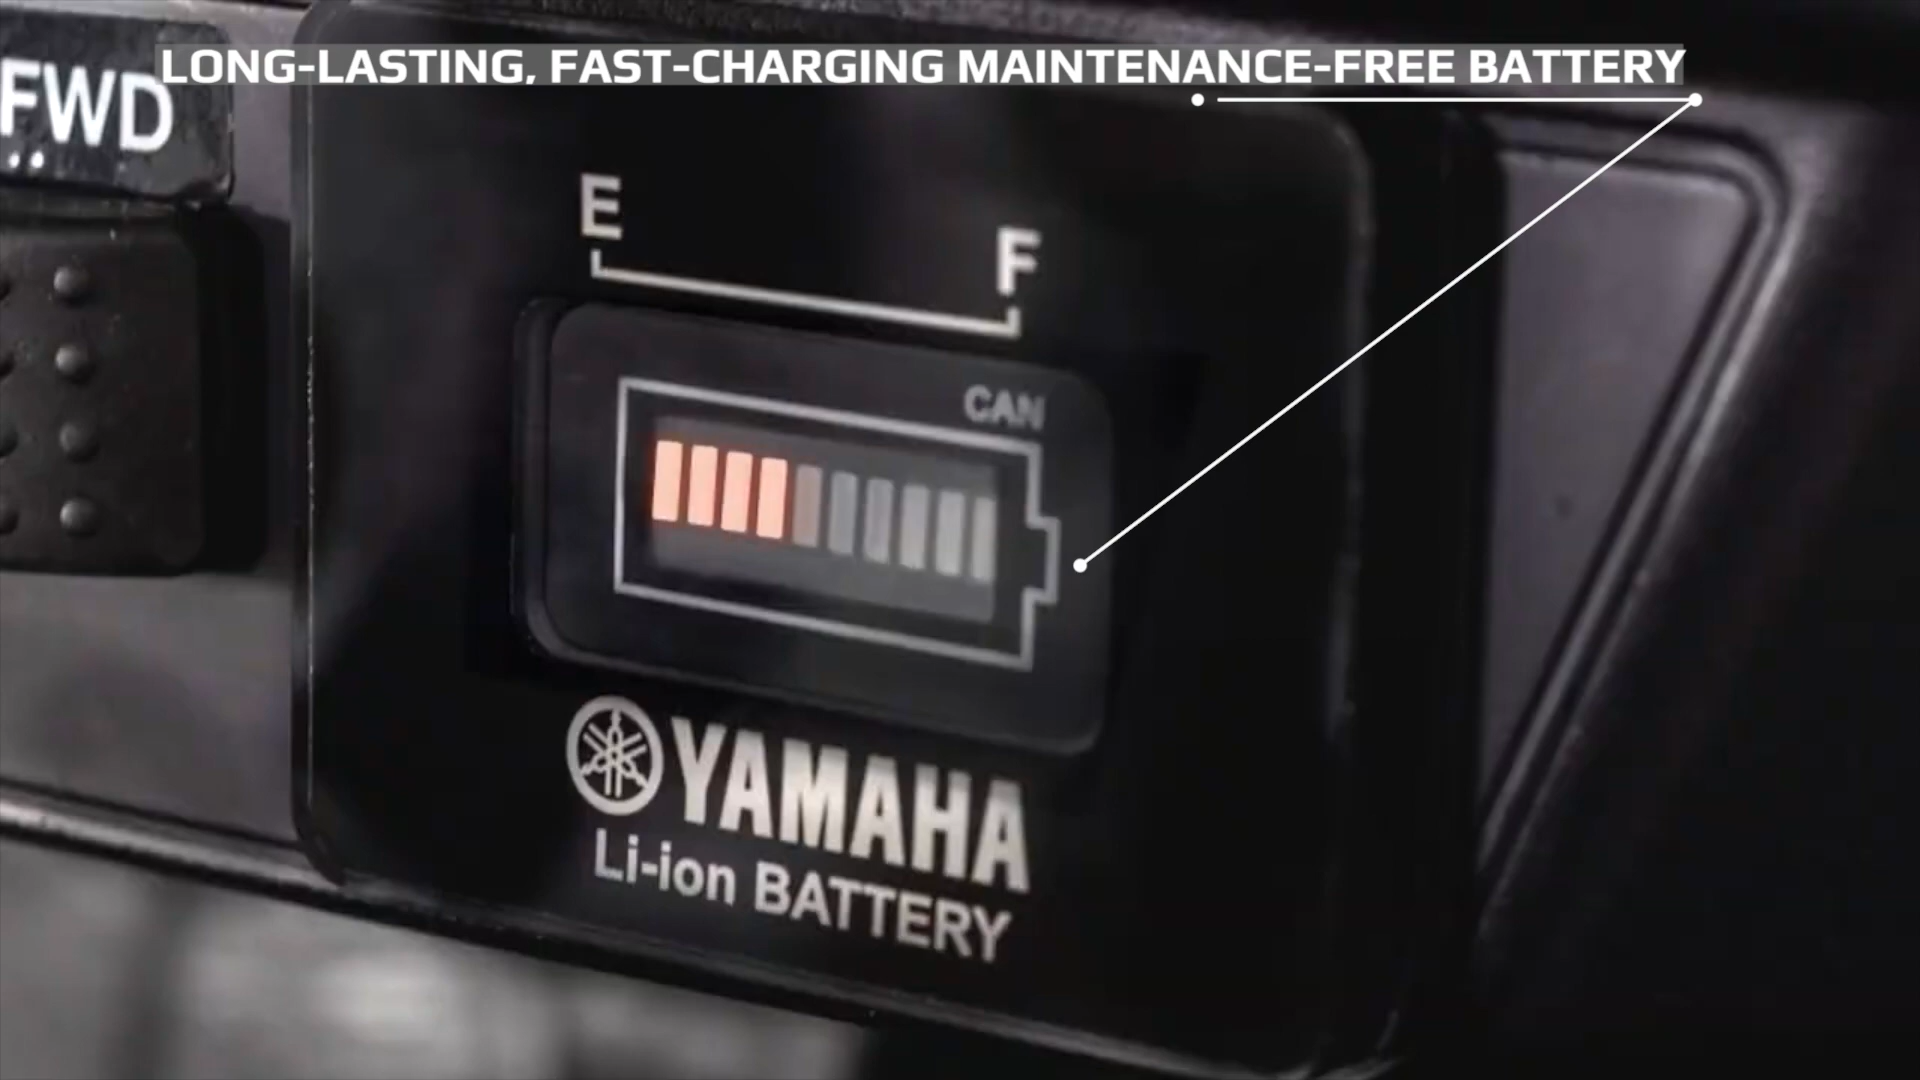 LONG-LASTING, FAST-CHARGING MAINTENANCE-FREE BATTERY
FWD
E
F
CAN
YAMAHA
Li-ion BATTERY